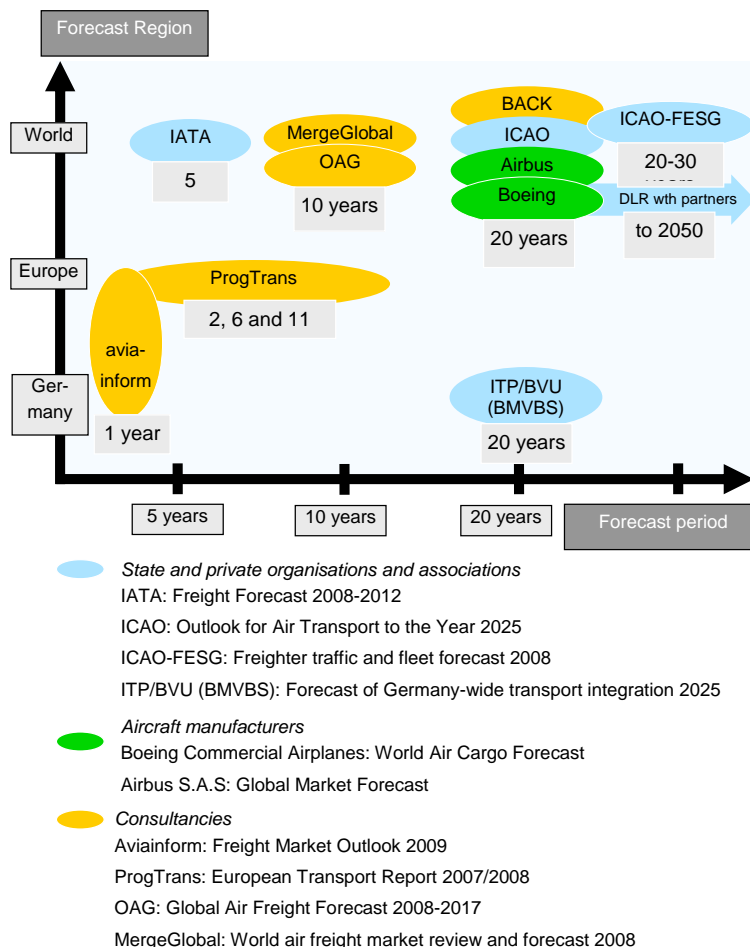 Forecast Region
World
IATA
5
MergeGlobal
OAG
10 years
BACK
ICAO
Airbus
Boeing
20 years
ICAO-FESG
20-30
DLR wth partners
to 2050
Europe
ProgTrans
2, 6 and 11
avia-
inform
1 year
Ger-
many
ITP/BVU
(BMVBS)
20 years
5 years
10 years
20 years
Forecast period
State and private organisations and associations
IATA: Freight Forecast 2008-2012
ICAO: Outlook for Air Transport to the Year 2025
ICAO-FESG: Freighter traffic and fleet forecast 2008
ITP/BVU (BMVBS): Forecast of Germany-wide transport integration 2025
Aircraft manufacturers
Boeing Commercial Airplanes: World Air Cargo Forecast
Airbus S.A.S: Global Market Forecast
Consultancies
Aviainform: Freight Market Outlook 2009
ProgTrans: European Transport Report 2007/2008
OAG: Global Air Freight Forecast 2008-2017
MergeGlobal: World air freight market review and forecast 2008